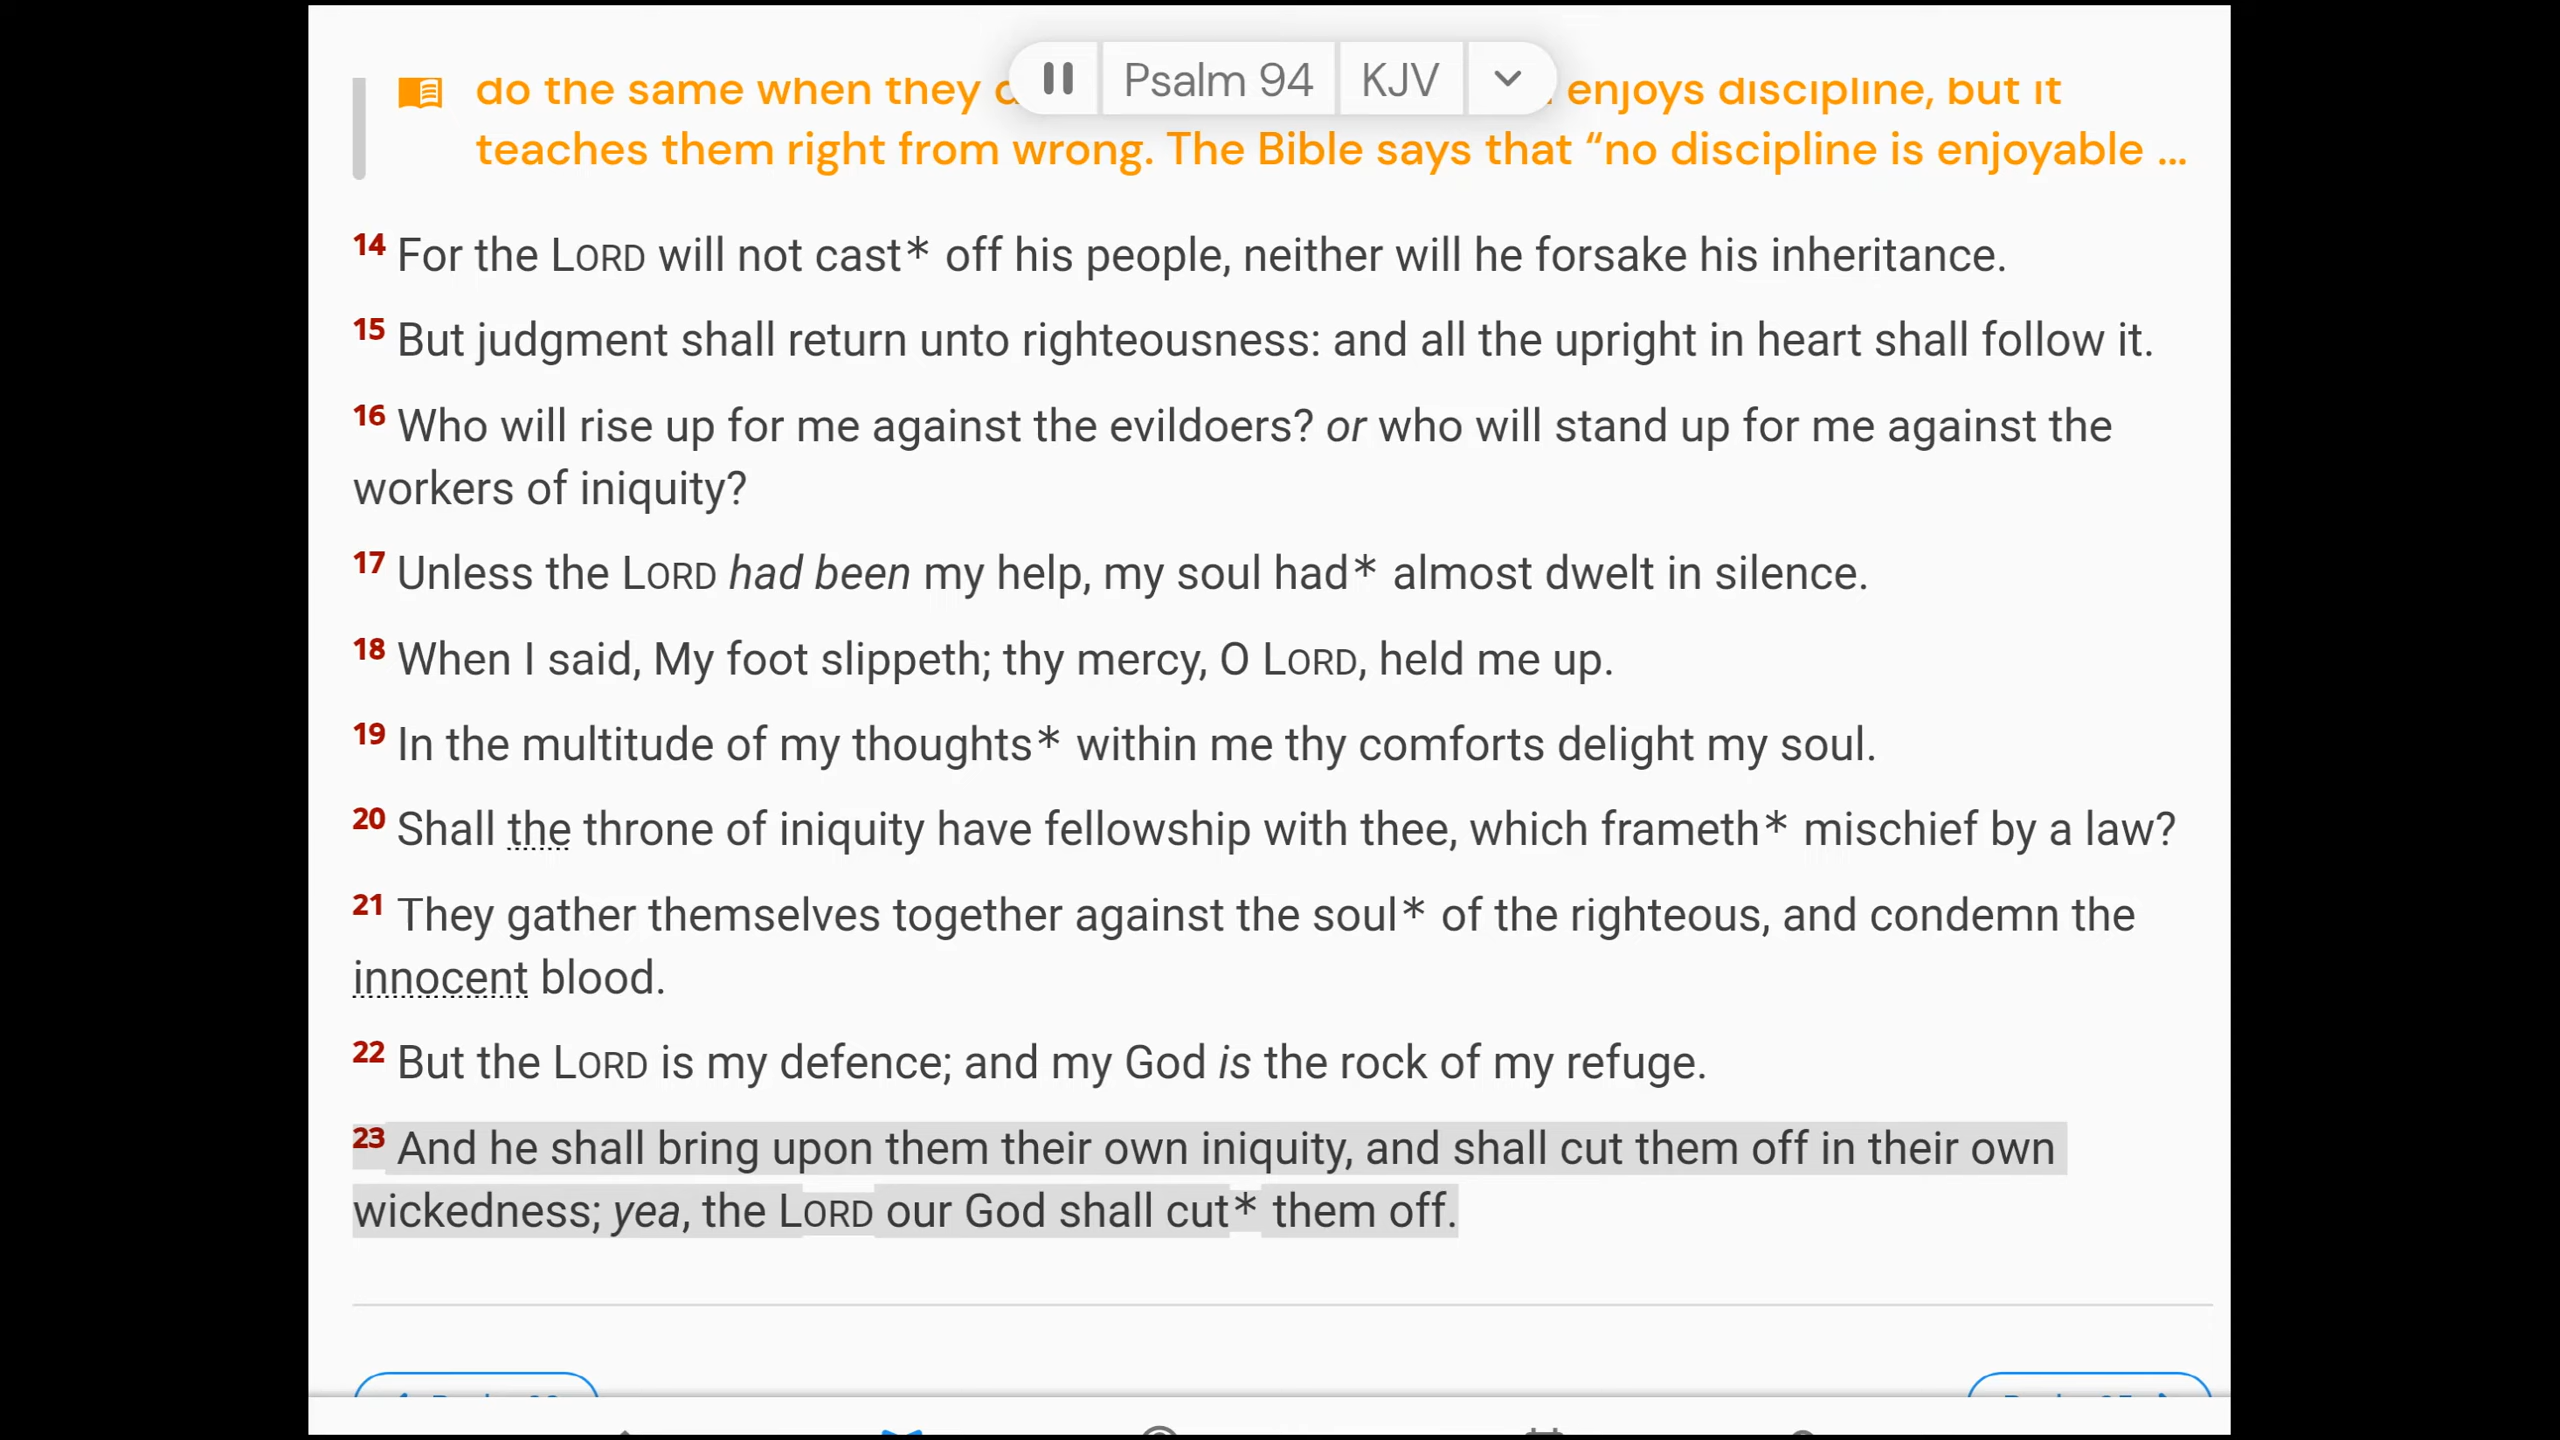 do the same when they
Psalm 94 KJV
enjoys discipline, but it
teaches them right from wrong. The Bible says that “no discipline is enjoyable ...
14 For the LORD will not cast* off his people, neither will he forsake his inheritance.
15 But judgment shall return unto righteousness: and all the upright in heart shall follow it.
16 Who will rise up for me against the evildoers? or who will stand up for me against the
workers of iniquity?
17 Unless the LORD had been my help, my soul had* almost dwelt in silence.
18 When I said, My foot slippeth; thy mercy, O LORD, held me up.
19 In the multitude of my thoughts* within me thy comforts delight my soul.
20 Shall the throne of iniquity have fellowship with thee, which frameth* mischief by a law?
21 They gather themselves together against the soul* of the righteous, and condemn the
innocent blood.
22 But the LORD is my defence; and my God is the rock of my refuge.
23 And he shall bring upon them their own iniquity, and shall cut them off in their own
wickedness; yea, the LORD our God shall cut* them off.